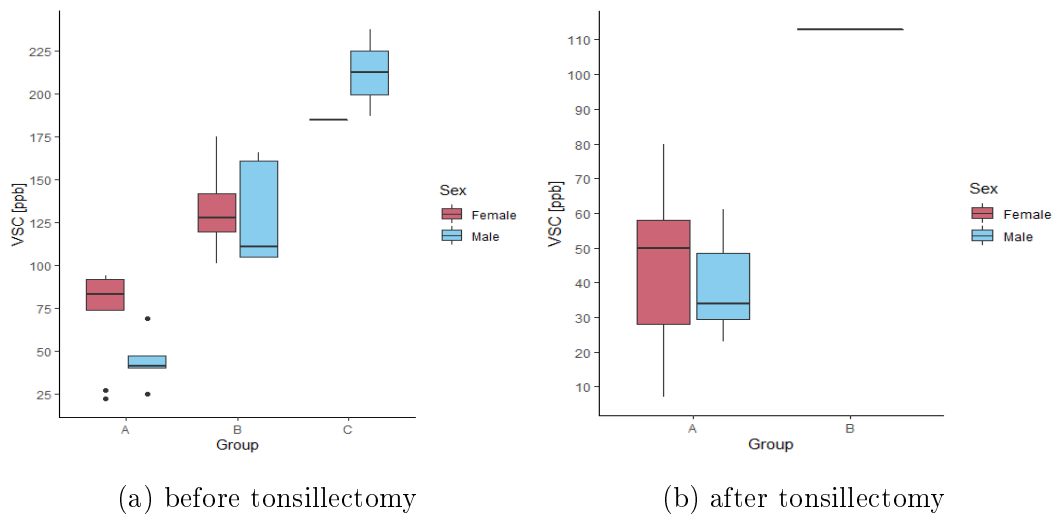 225
200
175
150
125
100
75
50
25
VSC [ppb]
A B C
Group
Sex
Female
Male
(a) before tonsillectomy
110
100
90
80
70
60
50
40
30
20
10
VSC [ppb]
A B
Group
Sex
Female
Male
(b) after tonsillectomy